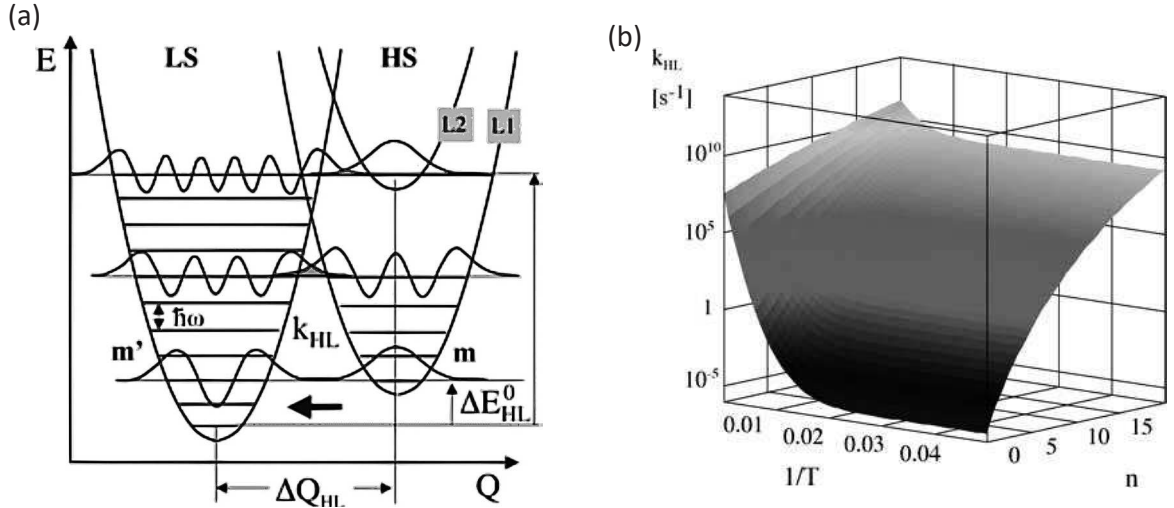 (a)
E
LS
HS
L2
L1
ħω
k_HL
m'
m
ΔE⁰_HL
ΔQ_HL
Q
(b)
k_HL
[s⁻¹]
10¹⁰
10⁵
1
10⁻⁵
0.01
0.02
0.03
0.04
0
5
10
15
1/T
n